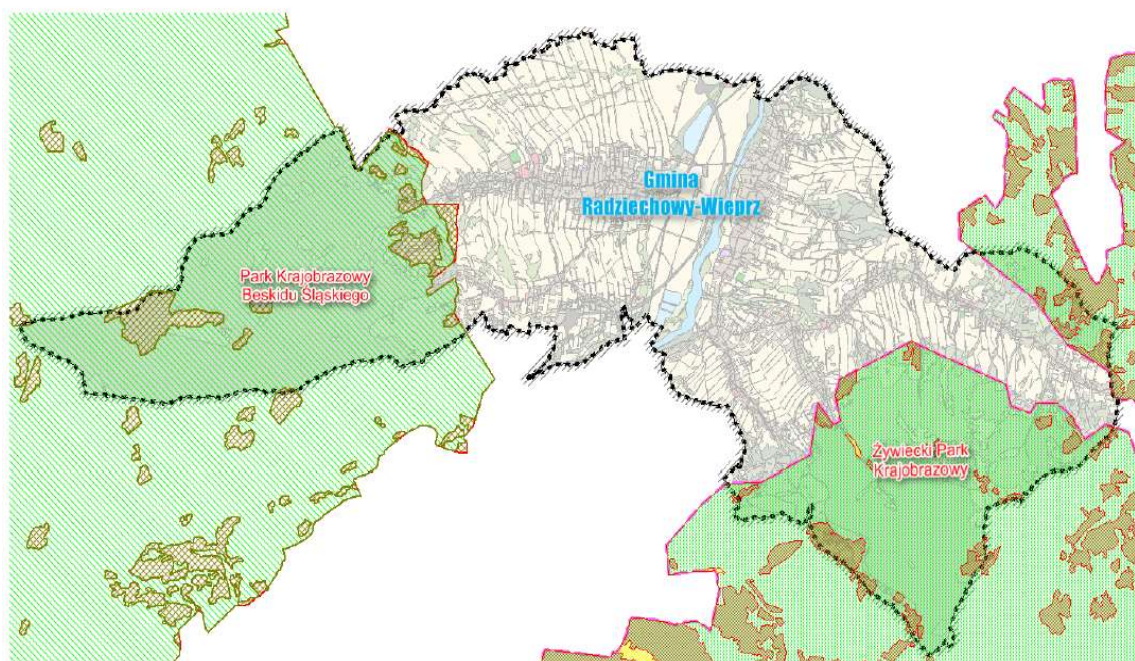 Gmina
Radziechowy-Wieprz
Park Krajobrazowy
Beskidu Śląskiego
Żywiecki Park
Krajobrazowy